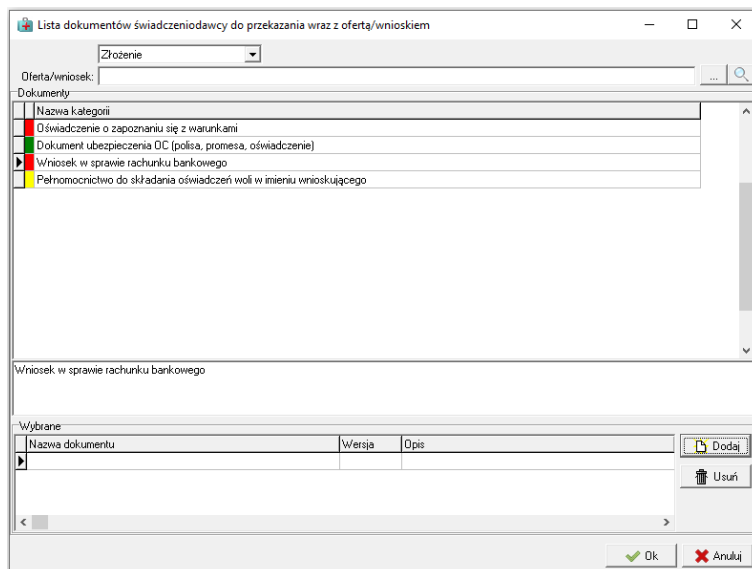 Lista dokumentów świadczeniodawcy do przekazania wraz z ofertą/wnioskiem
Złożenie
Oferta/wniosek:
...
Dokumenty
Nazwa kategorii
Oświadczenie o zapoznaniu się z warunkami
Dokument ubezpieczenia OC (polisa, promesa, oświadczenie)
Wniosek w sprawie rachunku bankowego
Pełnomocnictwo do składania oświadczeń woli w imieniu wnioskującego
Wniosek w sprawie rachunku bankowego
Wybrane
Nazwa dokumentu Wersja Opis
Dodaj
Usuń
Ok Anuluj